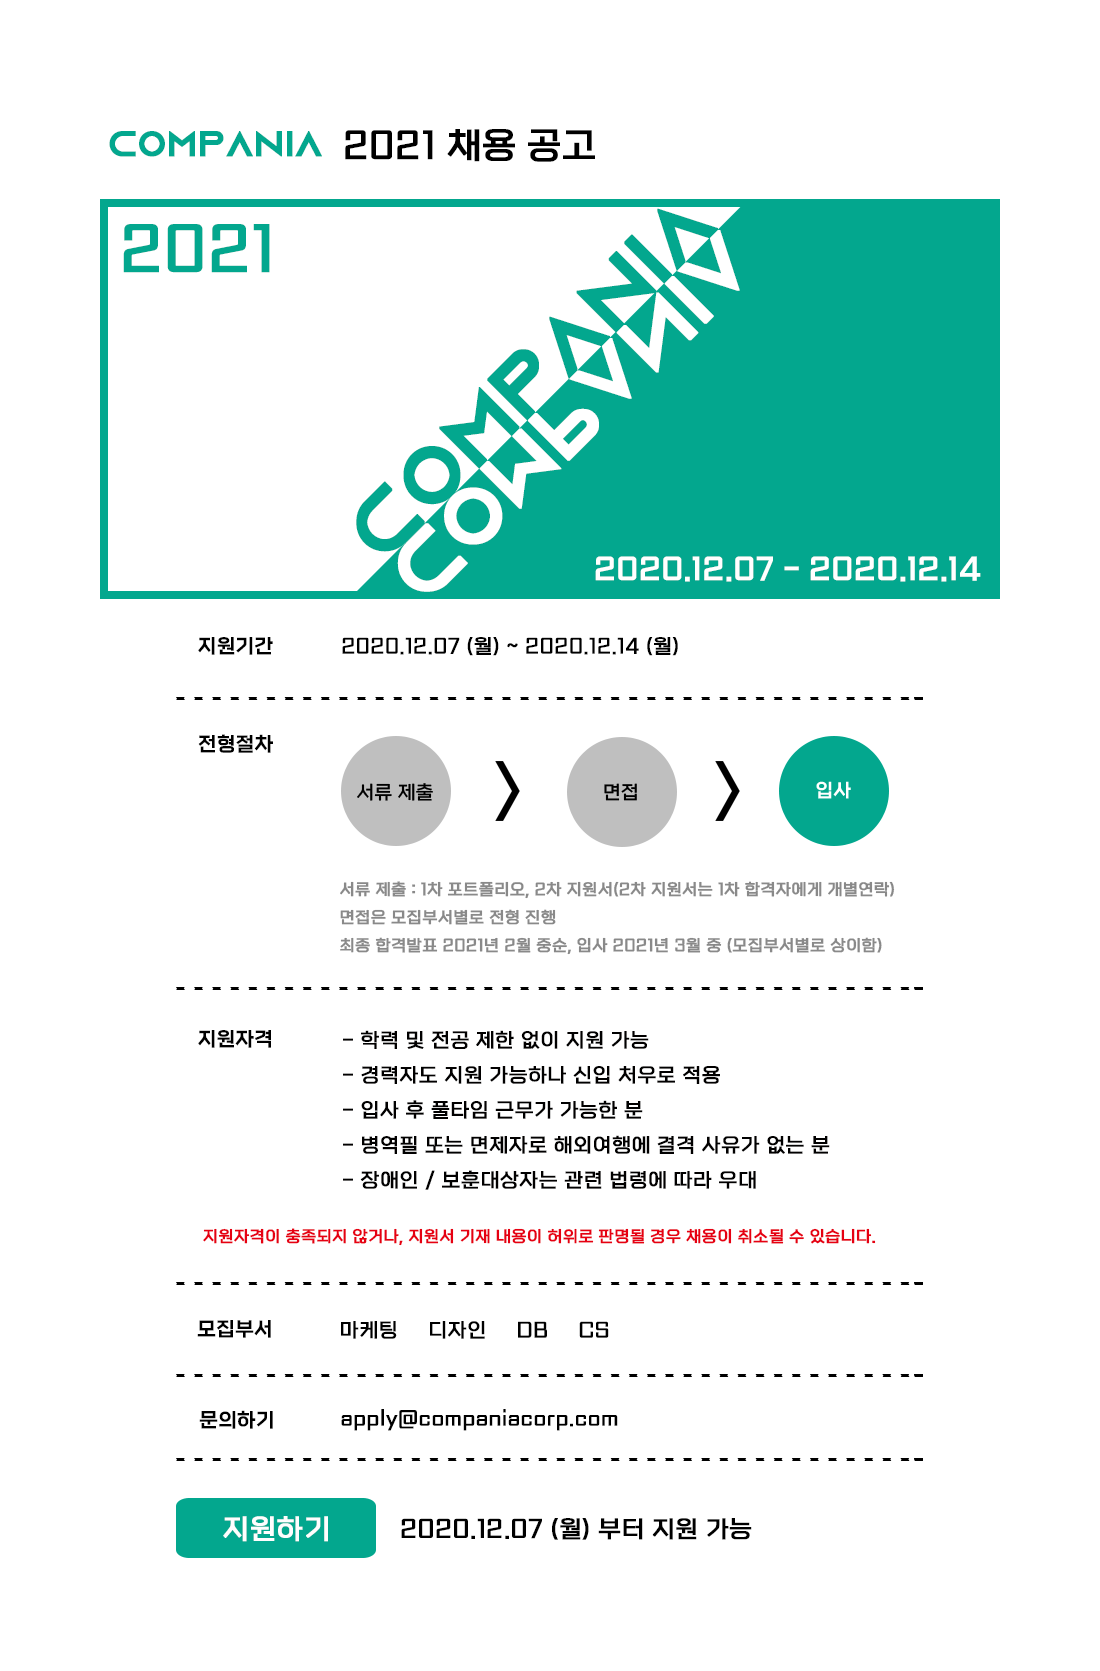 COMPANIA 2021 채용 공고
2021
COMPANIA
COMPANIA
2020.12.07 - 2020.12.14
지원기간 2020.12.07 (월) ~ 2020.12.14 (월)
전형절차
서류 제출 > 면접 > 입사
서류 제출 : 1차 포트폴리오, 2차 지원서(2차 지원서는 1차 합격자에게 개별연락)
면접은 모집부서별로 전형 진행
최종 합격발표 2021년 2월 중순, 입사 2021년 3월 중 (모집부서별로 상이함)
지원자격 - 학력 및 전공 제한 없이 지원 가능
- 경력자도 지원 가능하나 신입 처우로 적용
- 입사 후 풀타임 근무가 가능한 분
- 병역필 또는 면제자로 해외여행에 결격 사유가 없는 분
- 장애인 / 보훈대상자는 관련 법령에 따라 우대
지원자격이 충족되지 않거나, 지원서 기재 내용이 허위로 판명될 경우 채용이 취소될 수 있습니다.
모집부서 마케팅 디자인 DB CS
문의하기 apply@companiacorp.com
지원하기 2020.12.07 (월) 부터 지원 가능